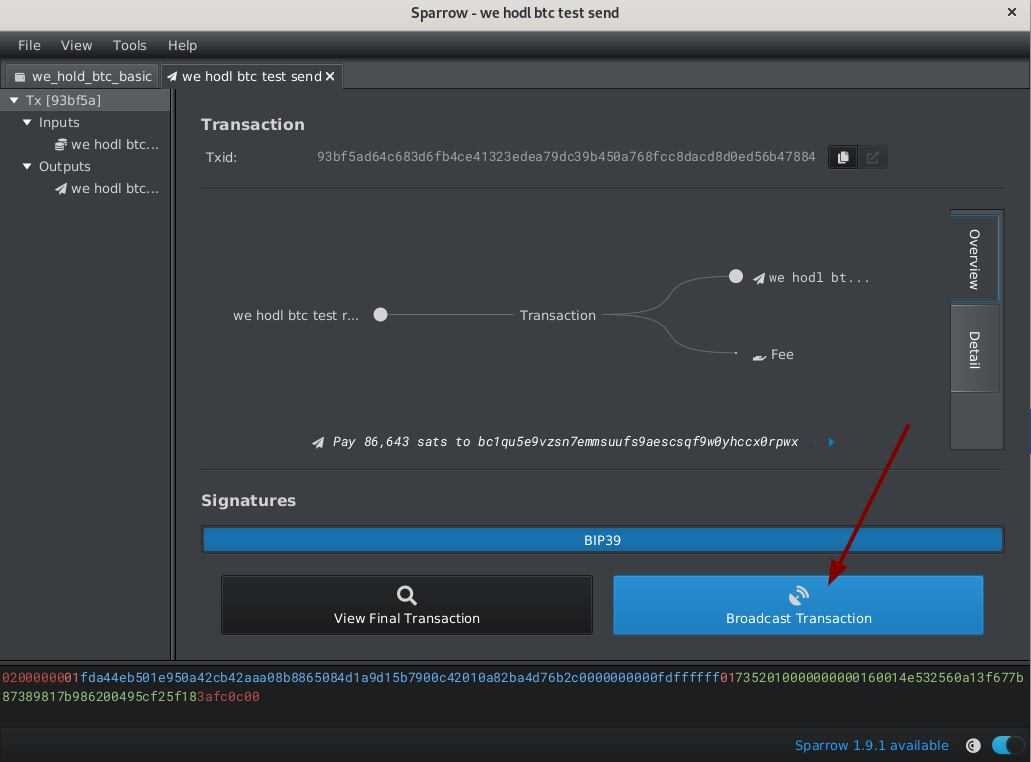 Sparrow - we hodl btc test send
File View Tools Help
we_hold_btc_basic we hodl btc test send
Tx [93bf5a]
Inputs
we hodl btc...
Outputs
we hodl btc...
Transaction
Txid: 93bf5ad64c683d6fb4ce41323edea79dc39b450a768fcc8dacd8d0ed56b47884
we hodl btc test r...
Transaction
we hodl bt...
Fee
Pay 86,643 sats to bc1qu5e9vzsn7emmsuufs9aescsqf9w0yhccx0rpwx
Overview
Detail
Signatures
BIP39
View Final Transaction
Broadcast Transaction
0200000001fda44eb501e950a42cb42aaa08b8865084d1a9d15b7900c42010a82ba4d76b2c0000000000fdffffff01735201000000000016 0014e532560a13f677b
87389817b986200495cf25f183afc0c00
Sparrow 1.9.1 available